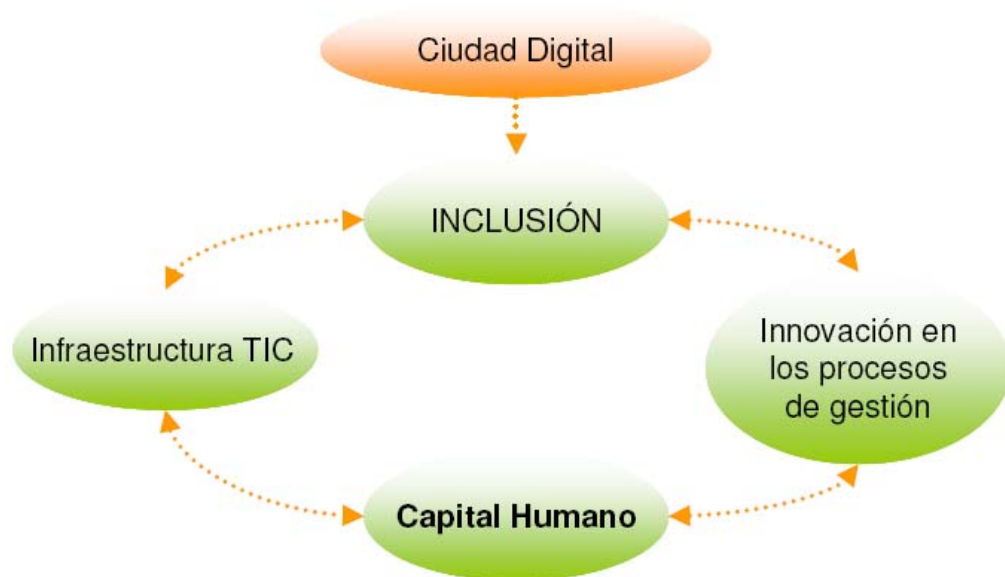 Ciudad Digital
INCLUSIÓN
Infraestructura TIC
Innovación en
los procesos
de gestión
Capital Humano